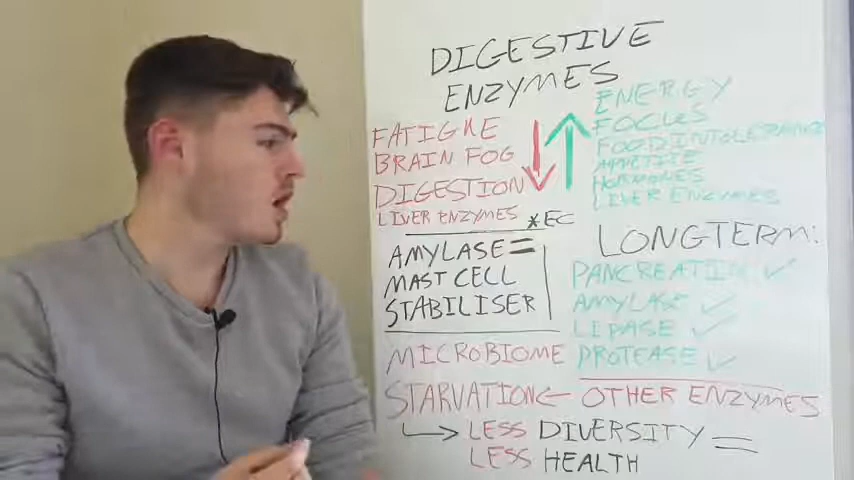 DIGESTIVE
ENZYMES
FATIGUE
BRAIN FOG
DIGESTION
LIVER ENZYMES
*EC
ENERGY
FOCUS
FOOD INTOLERANCE
APPETITE
HORMONES
LIVER ENZYMES
AMYLASE =
MAST CELL
STABILISER
LONGTERM:
PANCREATIN ✓
AMYLASE ✓
LIPASE ✓
PROTEASE ✓
MICROBIOME
STARVATION ← OTHER ENZYMES
→ LESS DIVERSITY =
LESS HEALTH